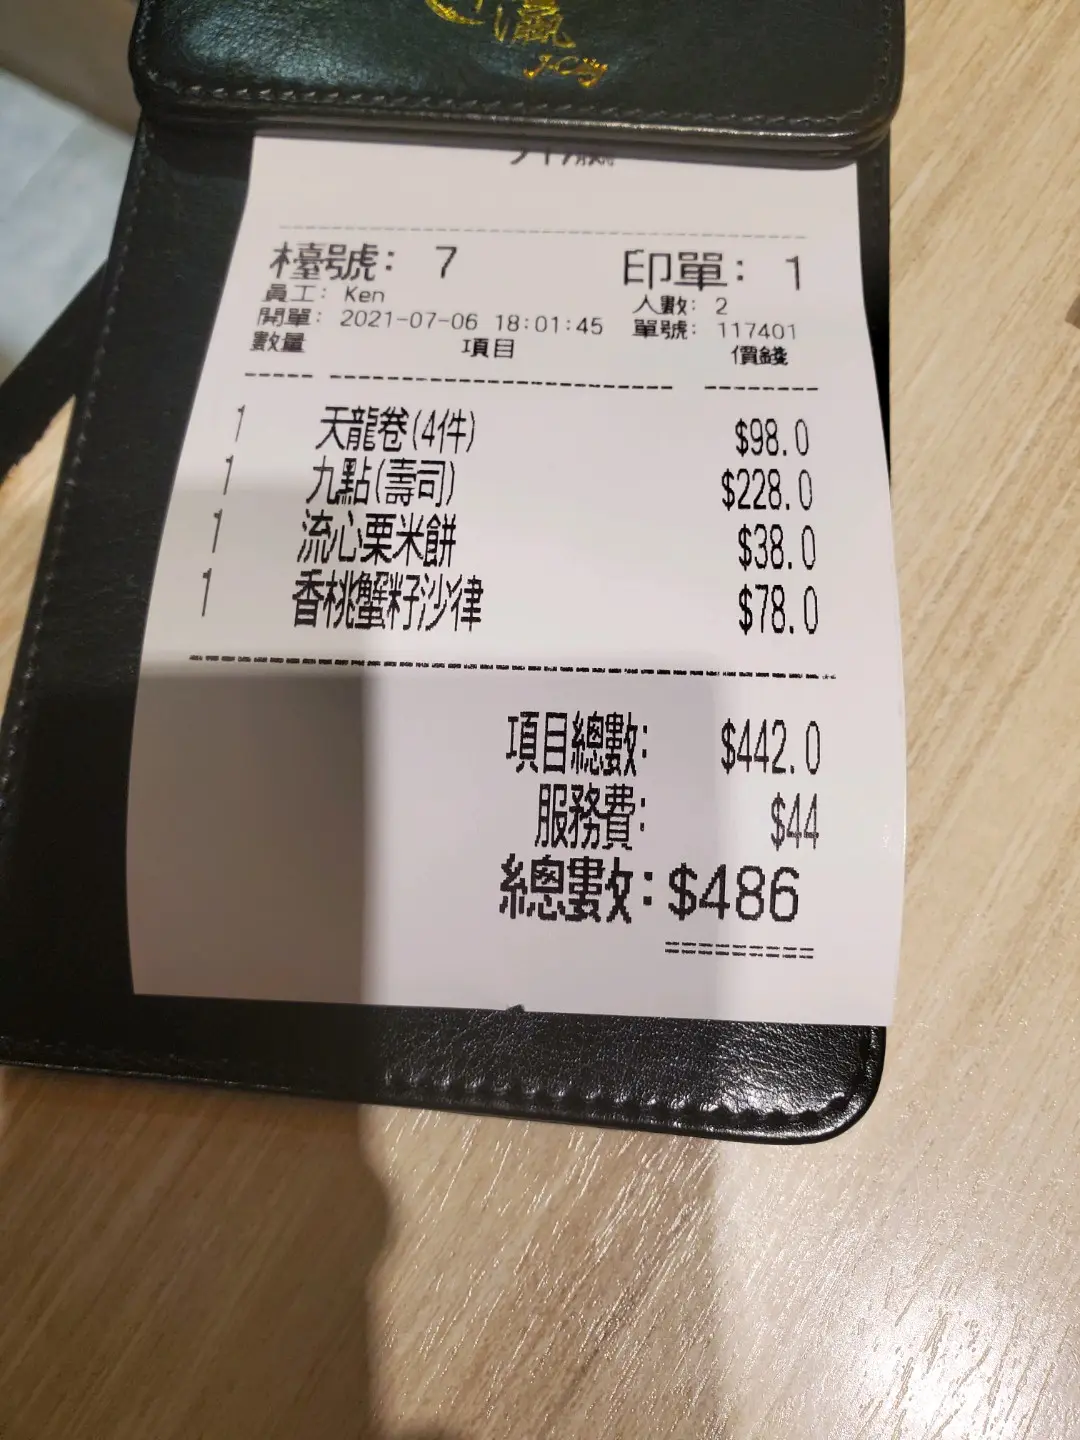 瀛
J-City
檯號: 7 印單: 1
員工: Ken 人數: 2
開單: 2021-07-06 18:01:45 單號: 117401
數量 項目 價錢
1 天龍卷(4件) $98.0
1 九點(壽司) $228.0
1 流心粟米餅 $38.0
1 香桃蟹籽沙律 $78.0
項目總數: $442.0
服務費: $44
總數: $486